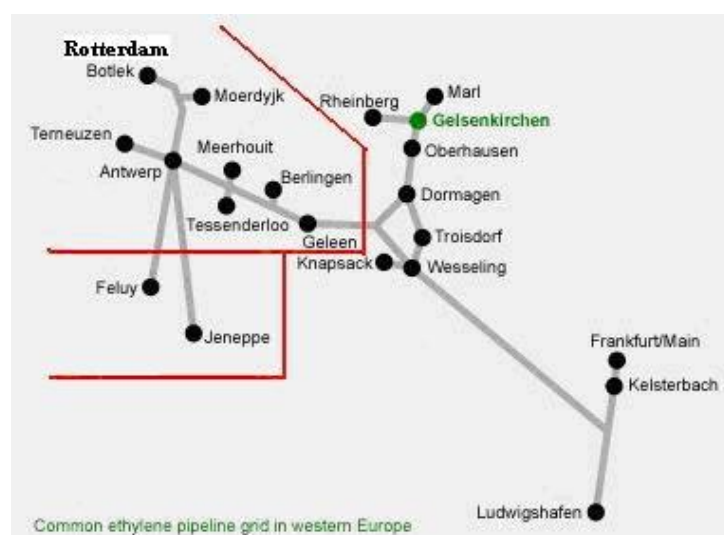 Rotterdam
Botlek
Moerdyjk
Terneuzen
Antwerp
Meerhouit
Berlingen
Tessenderloo
Geleen
Feluy
Jeneppe
Rheinberg
Marl
Gelsenkirchen
Oberhausen
Dormagen
Troisdorf
Knapsack
Wesseling
Frankfurt/Main
Kelsterbach
Ludwigshafen
Common ethylene pipeline grid in western Europe